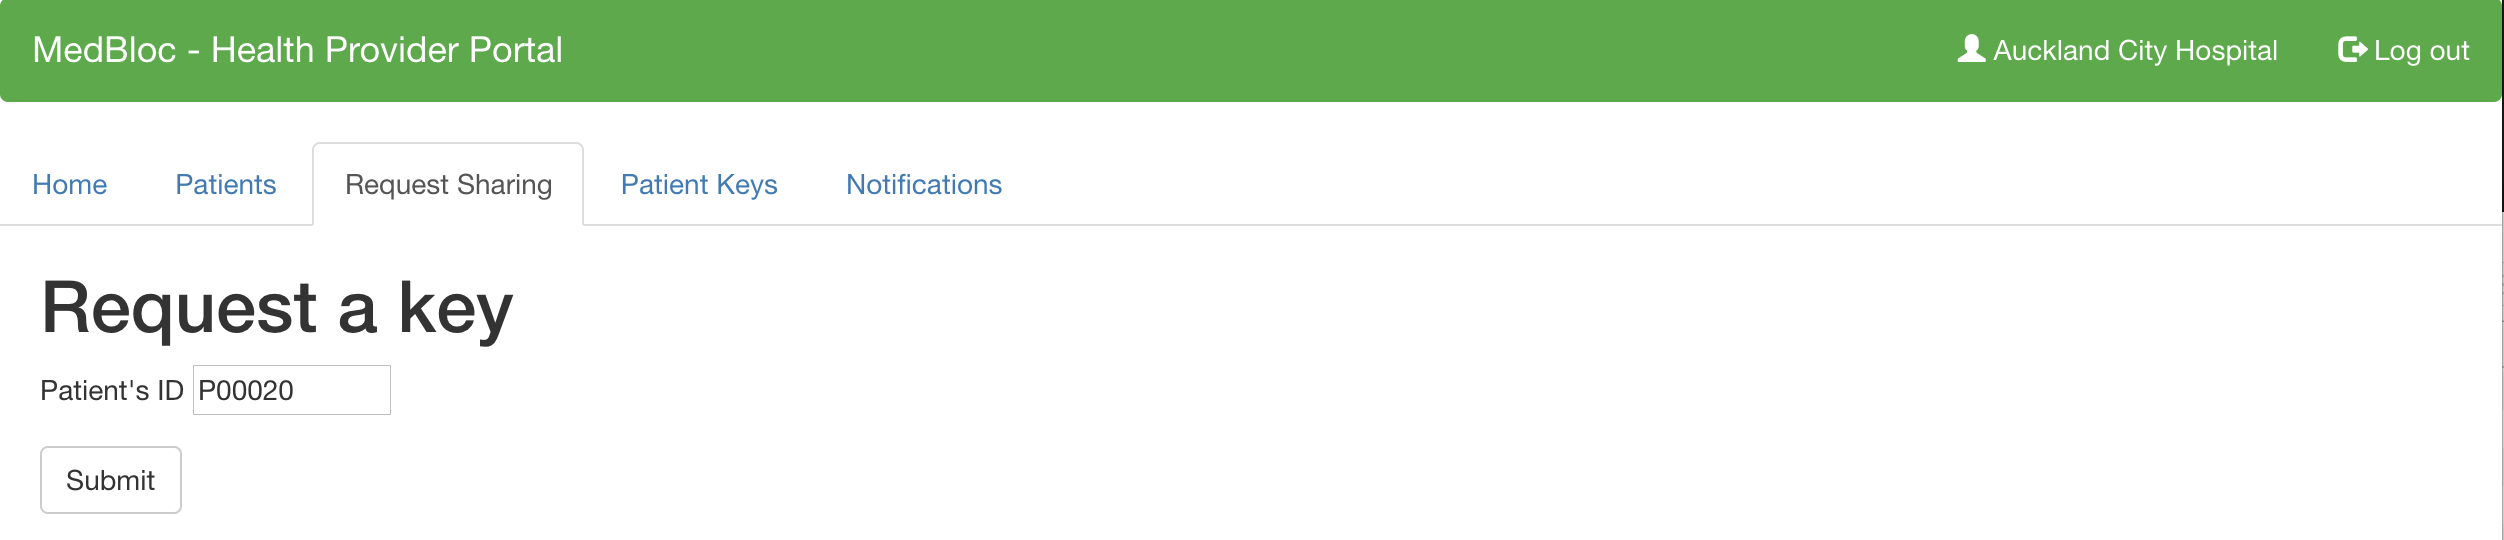 MedBloc - Health Provider Portal
Auckland City Hospital
Log out
Home
Patients
Request Sharing
Patient Keys
Notifications
Request a key
Patient's ID P00020
Submit